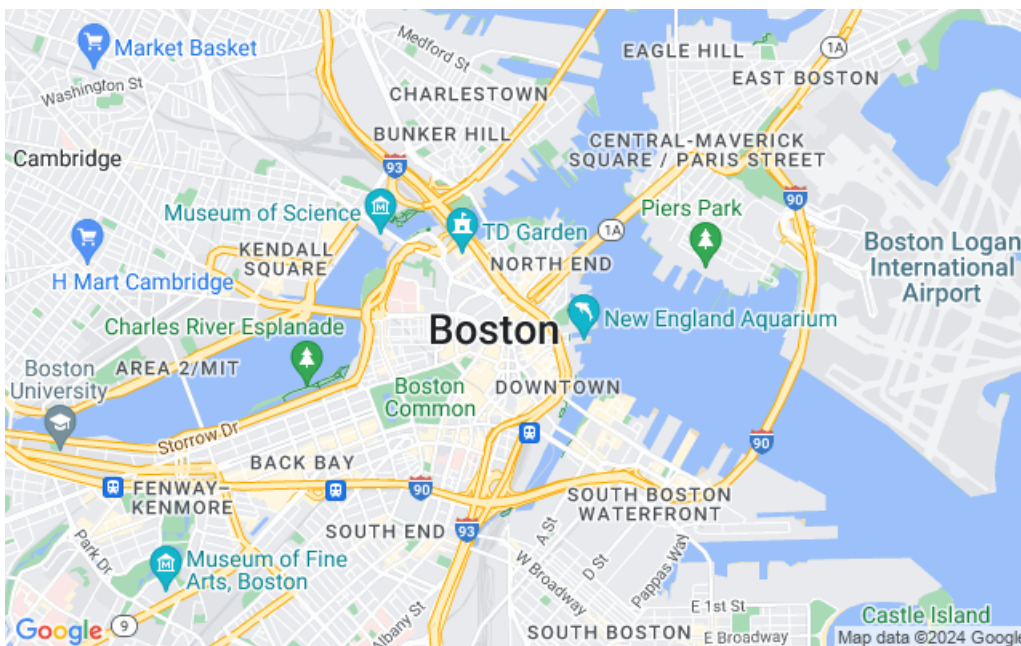 Market Basket
Medford St
EAGLE HILL
1A
EAST BOSTON
Washington St
CHARLESTOWN
BUNKER HILL
CENTRAL-MAVERICK
SQUARE / PARIS STREET
Cambridge
93
90
Museum of Science
Piers Park
TD Garden
1A
KENDALL
SQUARE
NORTH END
Boston Logan
International
Airport
H Mart Cambridge
Charles River Esplanade
Boston
New England Aquarium
AREA 2/MIT
Boston
University
Boston
Common
DOWNTOWN
Storrow Dr
90
BACK BAY
FENWAY–
KENMORE
90
SOUTH BOSTON
WATERFRONT
SOUTH END
93
A St
Park Dr
Museum of Fine
Arts, Boston
W Broadway
D St
Pappas Way
E 1st St
Castle Island
Google
9
Albany St
SOUTH BOSTON
E Broadway
Map data ©2024 Google